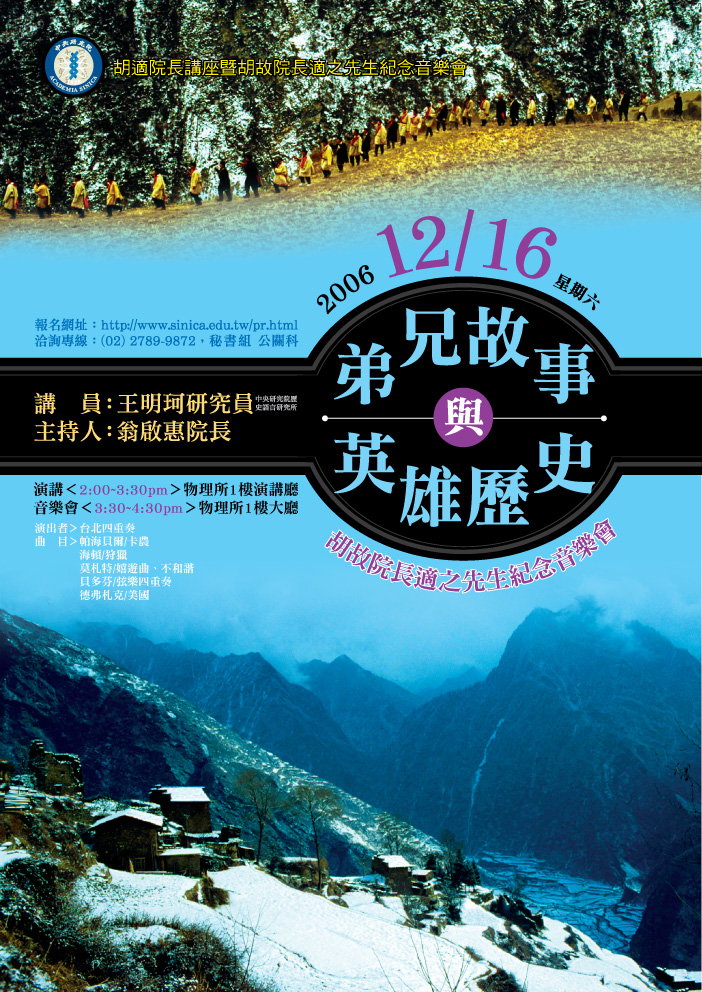 中央研究院
ACADEMIA SINICA
胡適院長講座暨胡故院長適之先生紀念音樂會
2006 12/16 星期六
報名網址：http://www.sinica.edu.tw/pr.html
洽詢專線：(02) 2789-9872，秘書組 公關科
弟兄故事
與
英雄歷史
講　員：王明珂研究員 中央研究院歷
史語言研究所
主持人：翁啟惠院長
演講＜2:00~3:30pm＞物理所1樓演講廳
音樂會＜3:30~4:30pm＞物理所1樓大廳
演出者＞台北四重奏
曲　目＞帕海貝爾/卡農
海頓/狩獵
莫札特/嬉遊曲、不和諧
貝多芬/弦樂四重奏
德弗札克/美國
胡故院長適之先生紀念音樂會